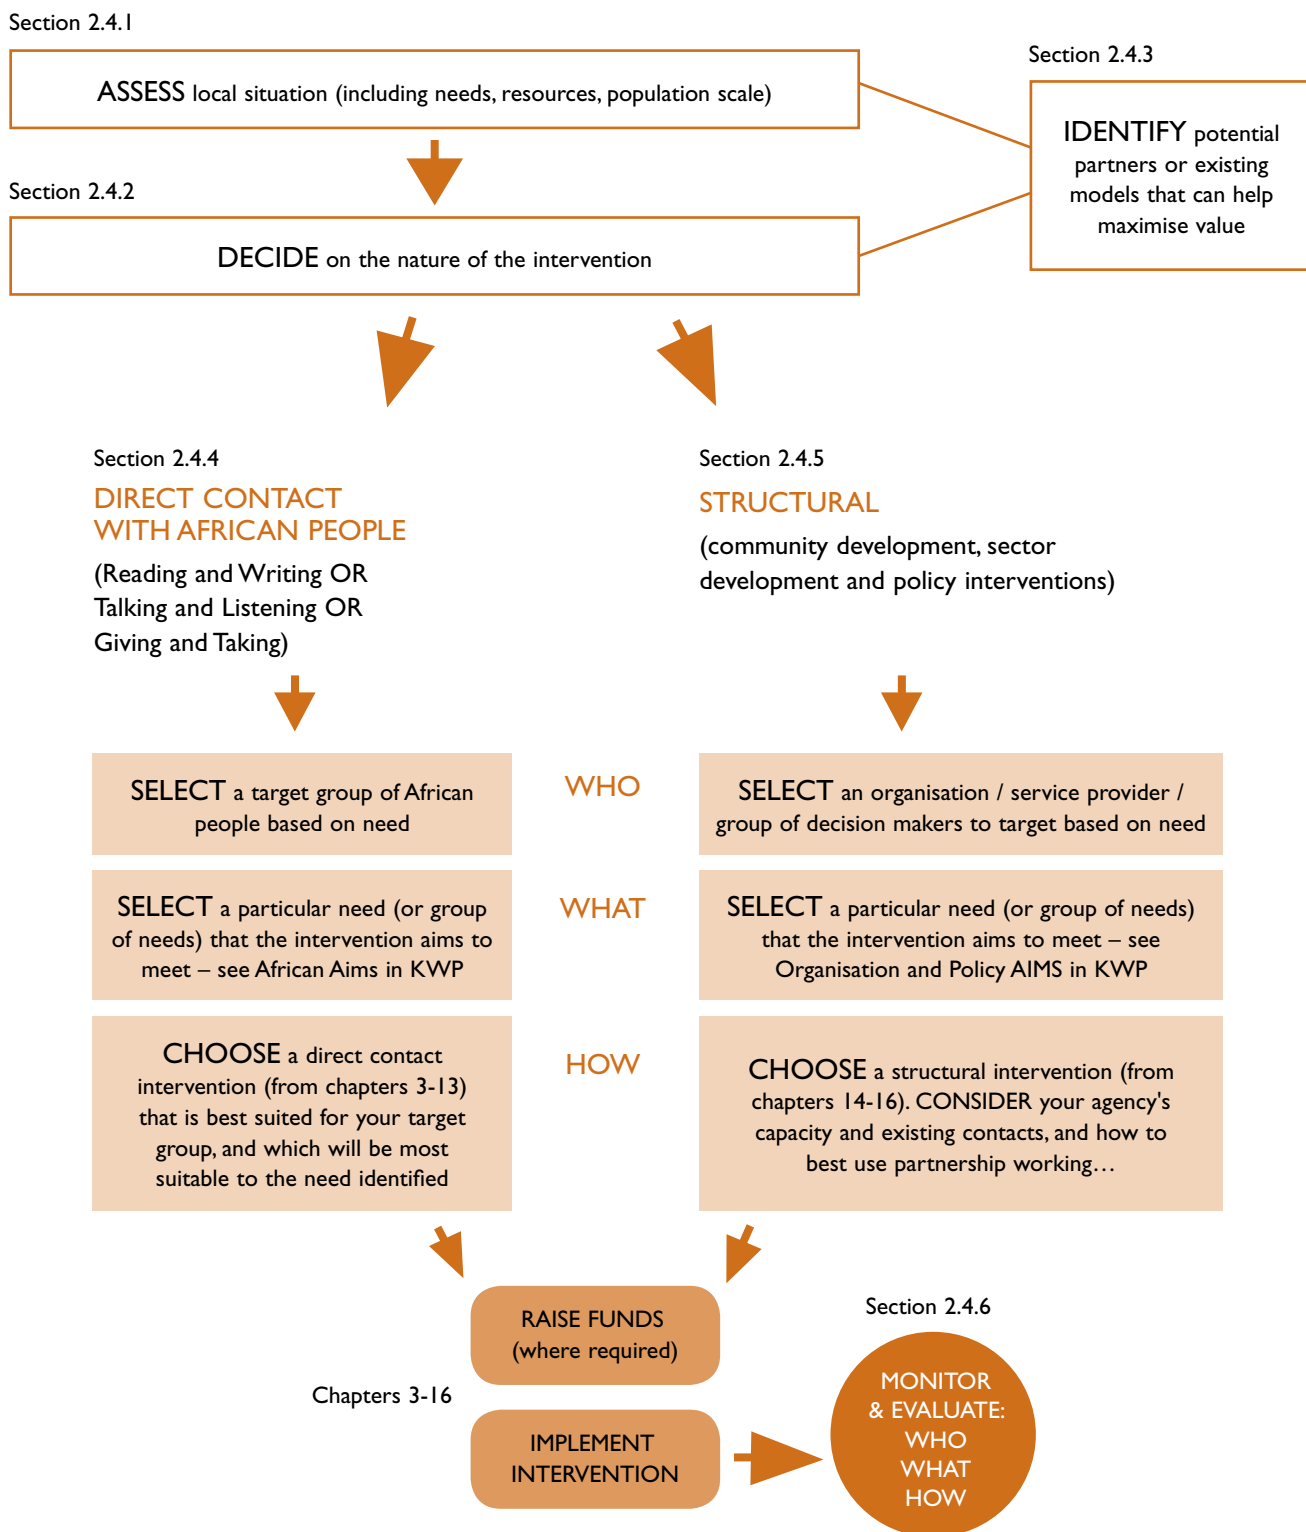 Section 2.4.1
ASSESS local situation (including needs, resources, population scale)
Section 2.4.3
IDENTIFY potential
partners or existing
models that can help
maximise value
Section 2.4.2
DECIDE on the nature of the intervention
Section 2.4.4
DIRECT CONTACT
WITH AFRICAN PEOPLE
(Reading and Writing OR
Talking and Listening OR
Giving and Taking)
Section 2.4.5
STRUCTURAL
(community development, sector
development and policy interventions)
SELECT a target group of African
people based on need
WHO
SELECT an organisation / service provider /
group of decision makers to target based on need
SELECT a particular need (or group
of needs) that the intervention aims to
meet – see African Aims in KWP
WHAT
SELECT a particular need (or group of needs)
that the intervention aims to meet – see
Organisation and Policy AIMS in KWP
CHOOSE a direct contact
intervention (from chapters 3-13)
that is best suited for your target
group, and which will be most
suitable to the need identified
HOW
CHOOSE a structural intervention (from
chapters 14-16). CONSIDER your agency's
capacity and existing contacts, and how to
best use partnership working…
RAISE FUNDS
(where required)
Chapters 3-16
IMPLEMENT
INTERVENTION
Section 2.4.6
MONITOR
& EVALUATE:
WHO
WHAT
HOW